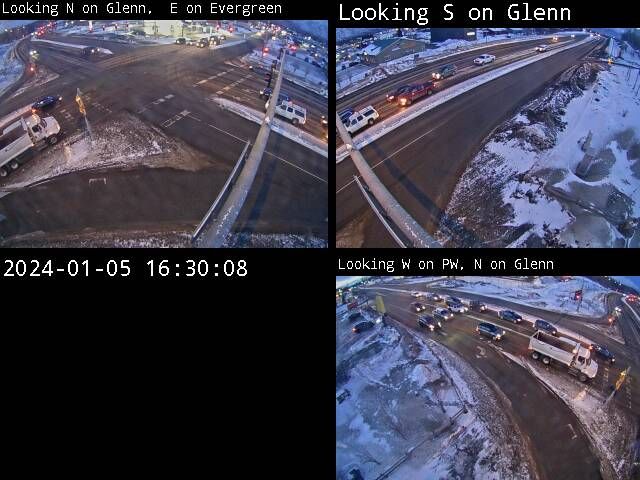 Looking N on Glenn,  E on Evergreen
Looking S on Glenn
2024-01-05 16:30:08
Looking W on PW, N on Glenn